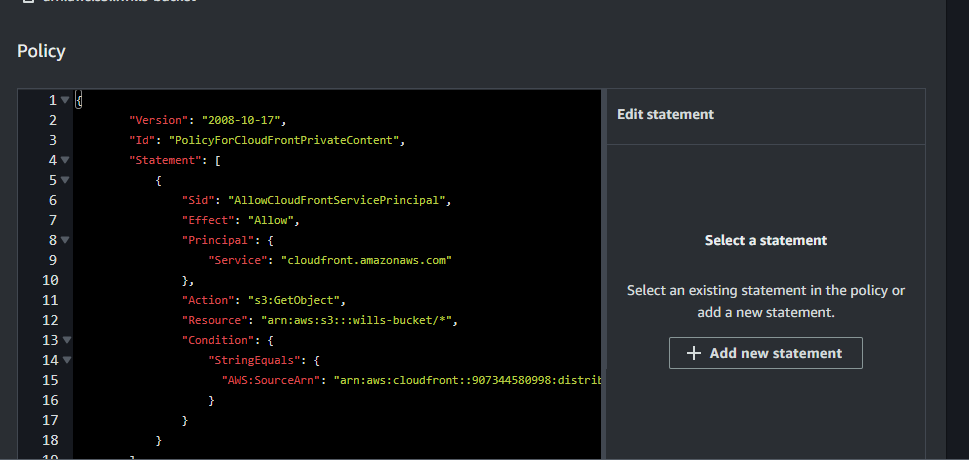 Policy
1 {
2 "Version": "2008-10-17",
3 "Id": "PolicyForCloudFrontPrivateContent",
4 "Statement": [
5 {
6 "Sid": "AllowCloudFrontServicePrincipal",
7 "Effect": "Allow",
8 "Principal": {
9 "Service": "cloudfront.amazonaws.com"
10 },
11 "Action": "s3:GetObject",
12 "Resource": "arn:aws:s3:::wills-bucket/*",
13 "Condition": {
14 "StringEquals": {
15 "AWS:SourceArn": "arn:aws:cloudfront::907344580998:distrib
16 }
17 }
18 }
19 ]
Edit statement
Select a statement
Select an existing statement in the policy or
add a new statement.
+ Add new statement